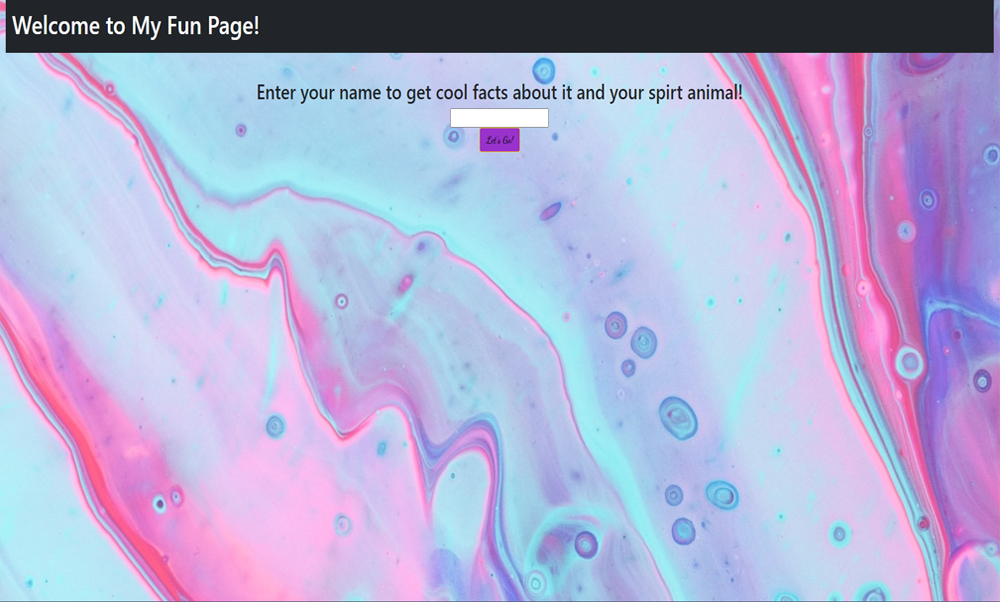 Welcome to My Fun Page!
Enter your name to get cool facts about it and your spirt animal!
Let's Go!